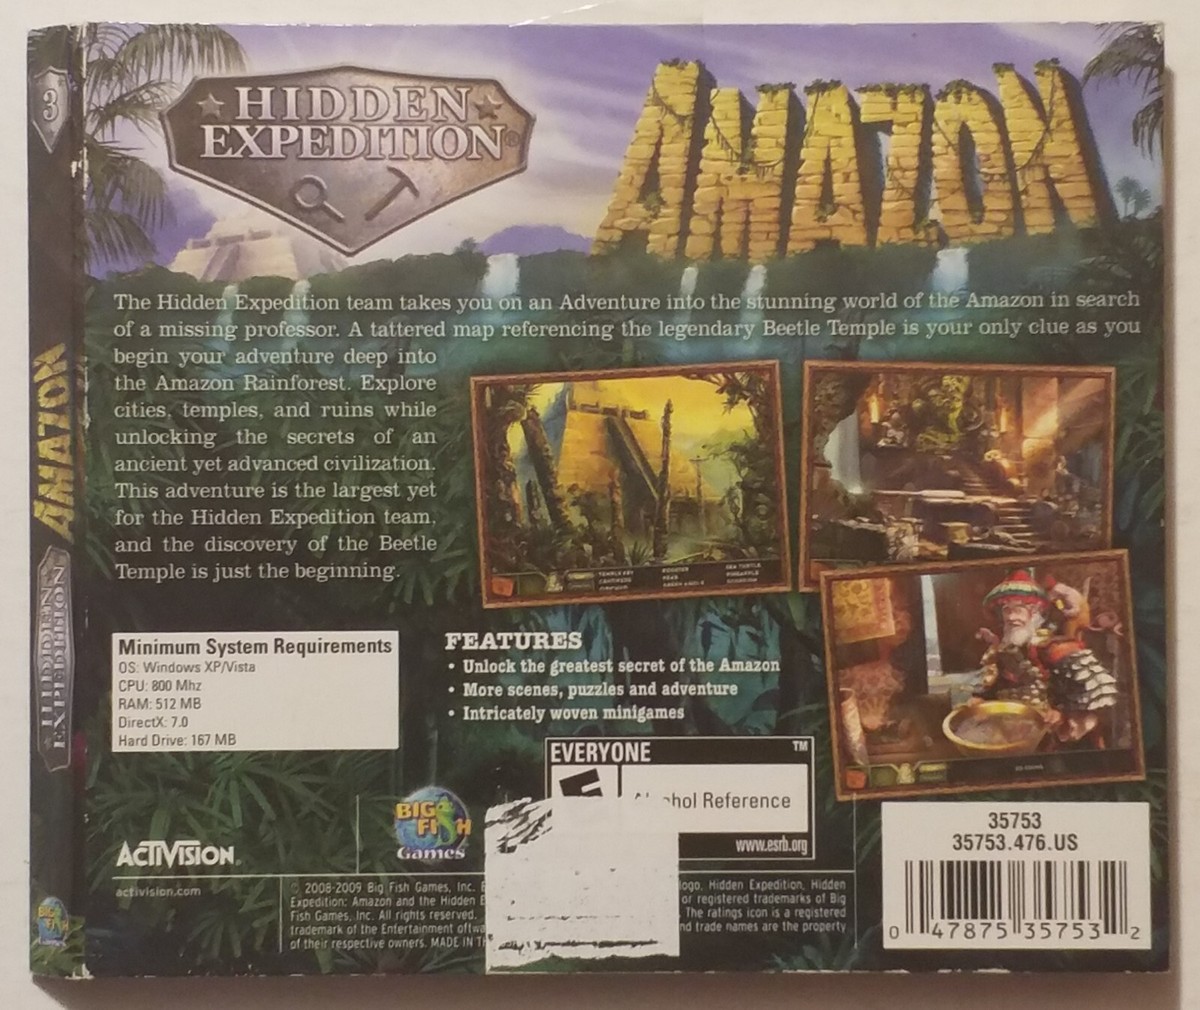 3
AMAZON
HIDDEN
EXPEDITION
HIDDEN
EXPEDITION®
AMAZON
The Hidden Expedition team takes you on an Adventure into the stunning world of the Amazon in search
of a missing professor. A tattered map referencing the legendary Beetle Temple is your only clue as you
begin your adventure deep into
the Amazon Rainforest. Explore
cities, temples, and ruins while
unlocking the secrets of an
ancient yet advanced civilization.
This adventure is the largest yet
for the Hidden Expedition team,
and the discovery of the Beetle
Temple is just the beginning.
Minimum System Requirements
OS: Windows XP/Vista
CPU: 800 Mhz
RAM: 512 MB
DirectX: 7.0
Hard Drive: 167 MB
FEATURES
• Unlock the greatest secret of the Amazon
• More scenes, puzzles and adventure
• Intricately woven minigames
EVERYONE TM
E
Alcohol Reference
www.esrb.org
ACTIVISION®
activision.com
BIG
FISH
Games
BIG
FISH
© 2008-2009 Big Fish Games, Inc. logo, Hidden Expedition, Hidden
Expedition: Amazon and the Hidden or registered trademarks of Big
Fish Games, Inc. All rights reserved. The ratings icon is a registered
trademark of the Entertainment and trade names are the property
of their respective owners. MADE IN
35753
35753.476.US
0 47875 35753 2